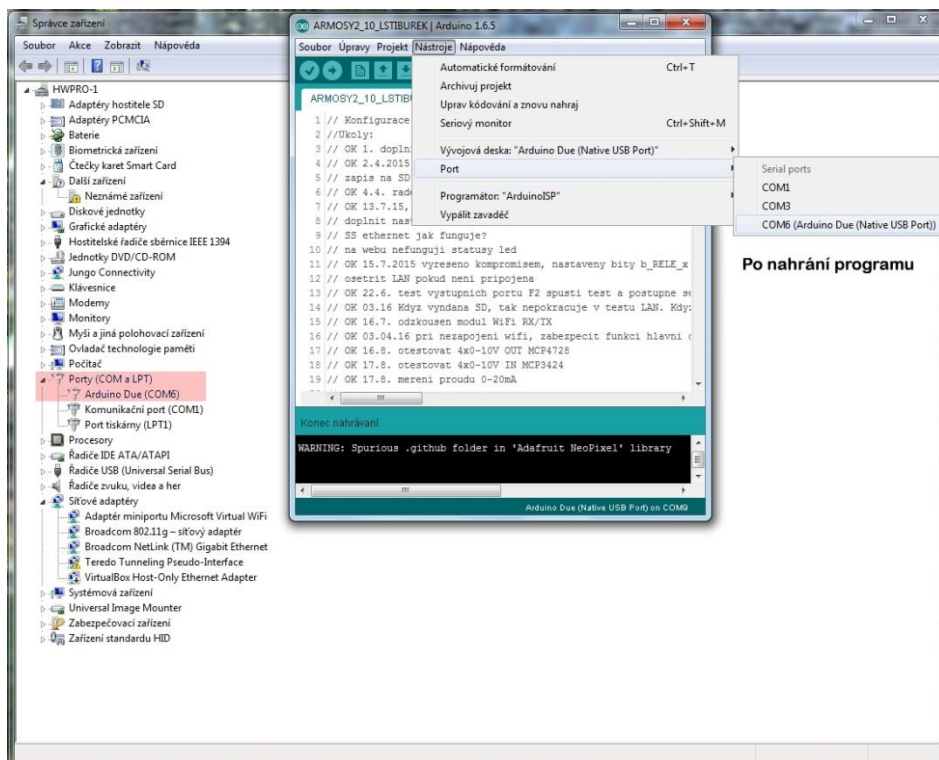 Správce zařízení
Soubor Akce Zobrazit Nápověda
HWPRO-1
Adaptéry hostitele SD
Adaptéry PCMCIA
Baterie
Biometrická zařízení
Čtečky karet Smart Card
Další zařízení
Neznámé zařízení
Diskové jednotky
Grafické adaptéry
Hostitelské řadiče sběrnice IEEE 1394
Jednotky DVD/CD-ROM
Jungo Connectivity
Klávesnice
Modemy
Monitory
Myši a jiná polohovací zařízení
Ovladač technologie paměti
Počítač
Porty (COM a LPT)
Arduino Due (COM6)
Komunikační port (COM1)
Port tiskárny (LPT1)
Procesory
Řadiče IDE ATA/ATAPI
Řadiče USB (Universal Serial Bus)
Řadiče zvuku, videa a her
Síťové adaptéry
Adaptér miniportu Microsoft Virtual WiFi
Broadcom 802.11g – síťový adaptér
Broadcom NetLink (TM) Gigabit Ethernet
Teredo Tunneling Pseudo-Interface
VirtualBox Host-Only Ethernet Adapter
Systémová zařízení
Universal Image Mounter
Zabezpečovací zařízení
Zařízení standardu HID
ARMOSY2_10_LSTIBUREK | Arduino 1.6.5
Soubor Úpravy Projekt Nástroje Nápověda
ARMOSY2_10_LSTIB
1 // Konfigurace
2 //Ukoly:
3 // OK 1. dopln
4 // OK 2.4.2015
5 // zapis na SD
6 // OK 4.4. rad
7 // OK 13.7.15,
8 // doplnit nas
9 // SS ethernet jak funguje?
10 // na webu nefunguji statusy led
11 // OK 15.7.2015 vyreseno kompromisem, nastaveny bity b_RELE_x
12 // osetrit LAN pokud neni pripojena
13 // OK 22.6. test vystupnich portu F2 spusti test a postupne se
14 // OK 03.16 Kdyz vyndana SD, tak nepokracuje v testu LAN. Kdy
15 // OK 16.7. odzkousen modul WiFi RX/TX
16 // OK 03.04.16 pri nezapojeni wifi, zabezpecit funkci hlavni
17 // OK 16.8. otestovat 4x0-10V OUT MCP4728
18 // OK 17.8. otestovat 4x0-10V IN MCP3424
19 // OK 17.8. mereni proudu 0-20mA
Automatické formátování Ctrl+T
Archivuj projekt
Uprav kódování a znovu nahraj
Seriový monitor Ctrl+Shift+M
Vývojová deska: "Arduino Due (Native USB Port)"
Port
Programátor: "ArduinoISP"
Vypálit zavaděč
Serial ports
COM1
COM3
COM6 (Arduino Due (Native USB Port))
Po nahrání programu
Konec nahrávání.
WARNING: Spurious .github folder in 'Adafruit NeoPixel' library
Arduino Due (Native USB Port) on COM9